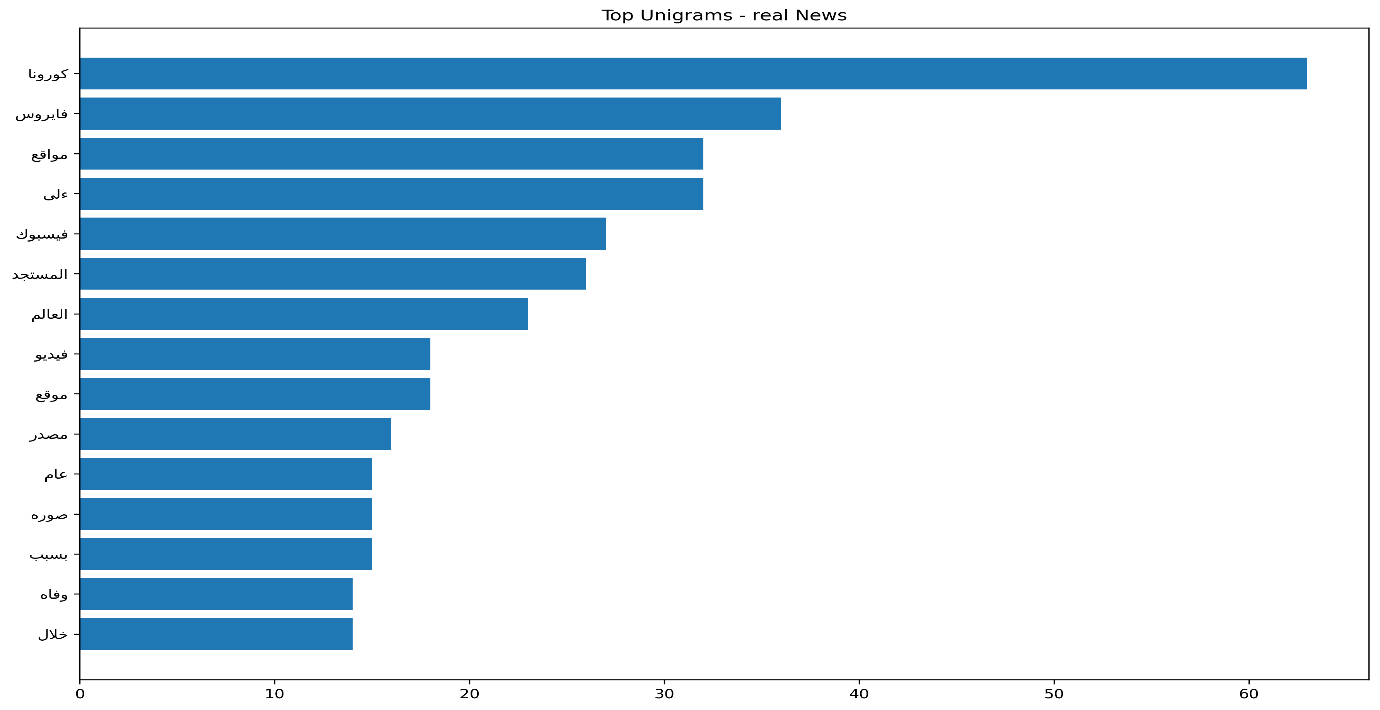 Top Unigrams - real News
كورونا
فايروس
مواقع
ءلى
فيسبوك
المستجد
العالم
فيديو
موقع
مصدر
عام
صوره
بسبب
وفاه
خلال
0 10 20 30 40 50 60